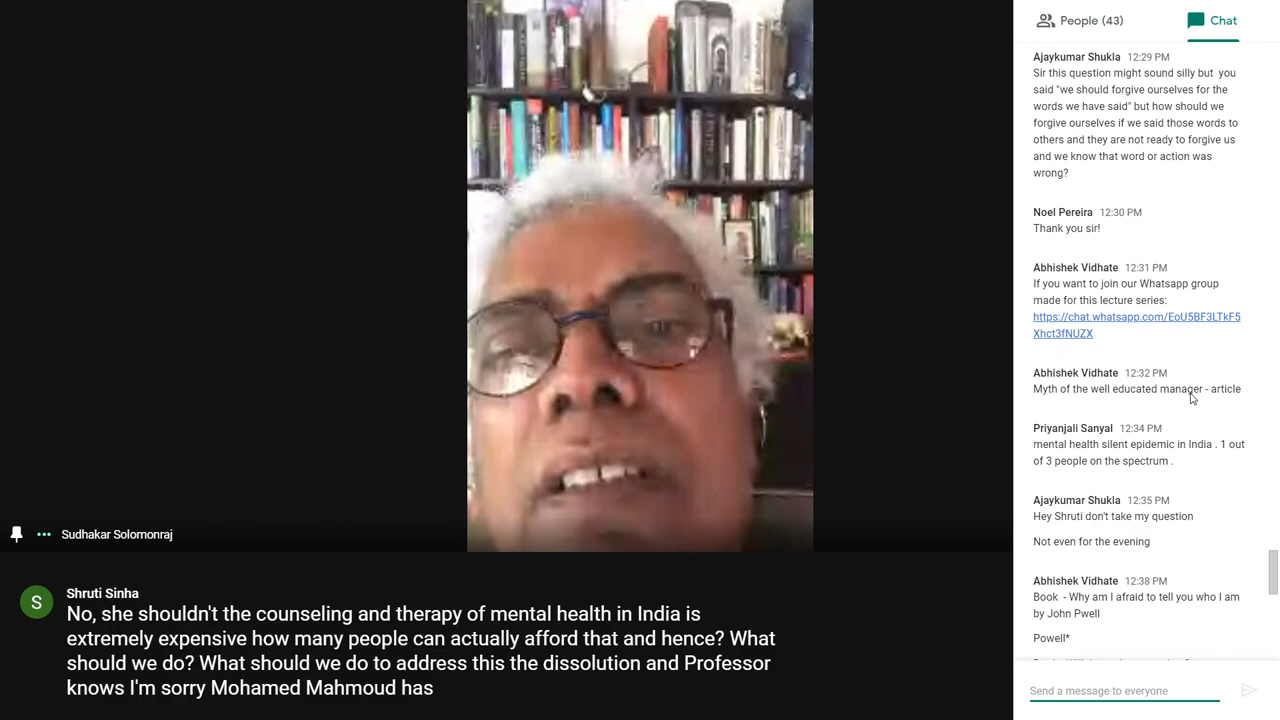 People (43)
Chat
Ajaykumar Shukla 12:29 PM
Sir this question might sound silly but you
said "we should forgive ourselves for the
words we have said" but how should we
forgive ourselves if we said those words to
others and they are not ready to forgive us
and we know that word or action was
wrong?
Noel Pereira 12:30 PM
Thank you sir!
Abhishek Vidhate 12:31 PM
If you want to join our Whatsapp group
made for this lecture series:
https://chat.whatsapp.com/EoU5BF3LTkF5
Xhct3fNUZX
Abhishek Vidhate 12:32 PM
Myth of the well educated manager - article
Priyanjali Sanyal 12:34 PM
mental health silent epidemic in India . 1 out
of 3 people on the spectrum .
Ajaykumar Shukla 12:35 PM
Hey Shruti don't take my question
Not even for the evening
Abhishek Vidhate 12:38 PM
Book - Why am I afraid to tell you who I am
by John Pwell
Powell*
Send a message to everyone
Sudhakar Solomonraj
S
Shruti Sinha
No, she shouldn't the counseling and therapy of mental health in India is
extremely expensive how many people can actually afford that and hence? What
should we do? What should we do to address this the dissolution and Professor
knows I'm sorry Mohamed Mahmoud has